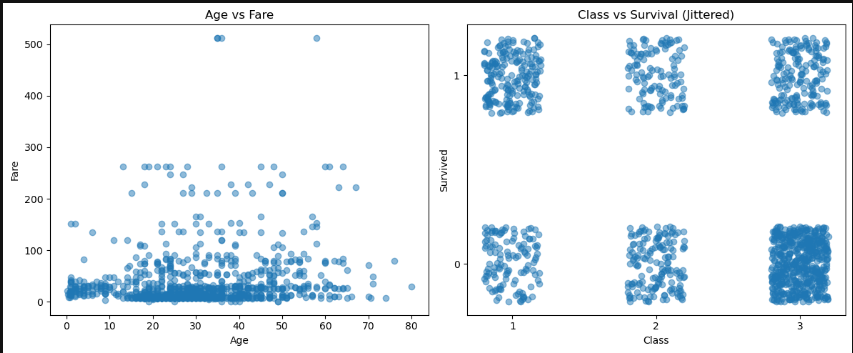 Age vs Fare
500
400
300
200
100
0
Fare
0 10 20 30 40 50 60 70 80
Age
Class vs Survival (Jittered)
1
0
Survived
1 2 3
Class